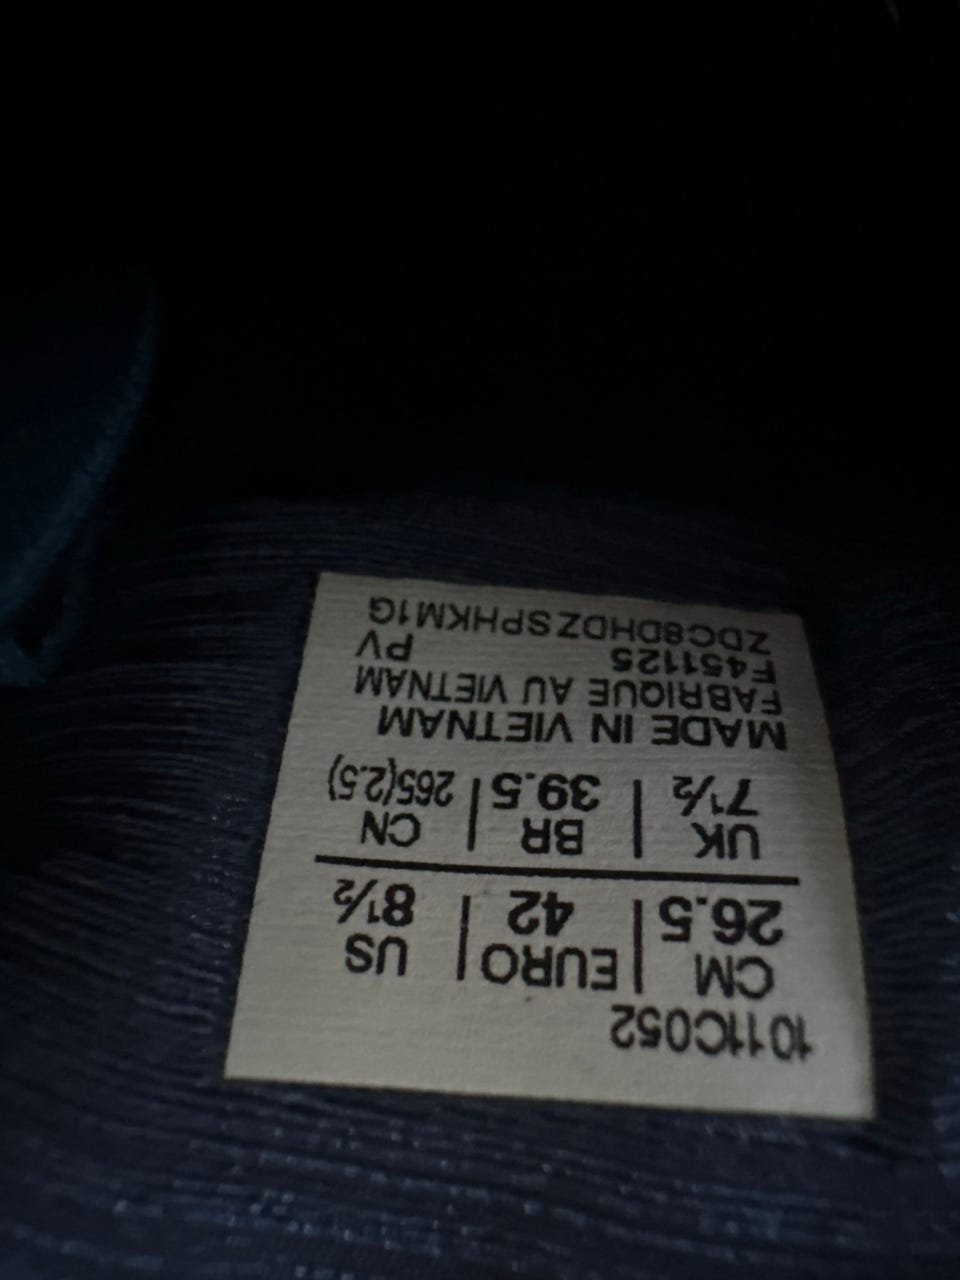 1011C052
CM | EURO | US
26.5 | 42 | 8½
UK | BR | CN
7½ | 39.5 | 265(2.5)
MADE IN VIETNAM
FABRIQUE AU VIETNAM
F451125 PV
ZDC8DHDZSPHKM1G